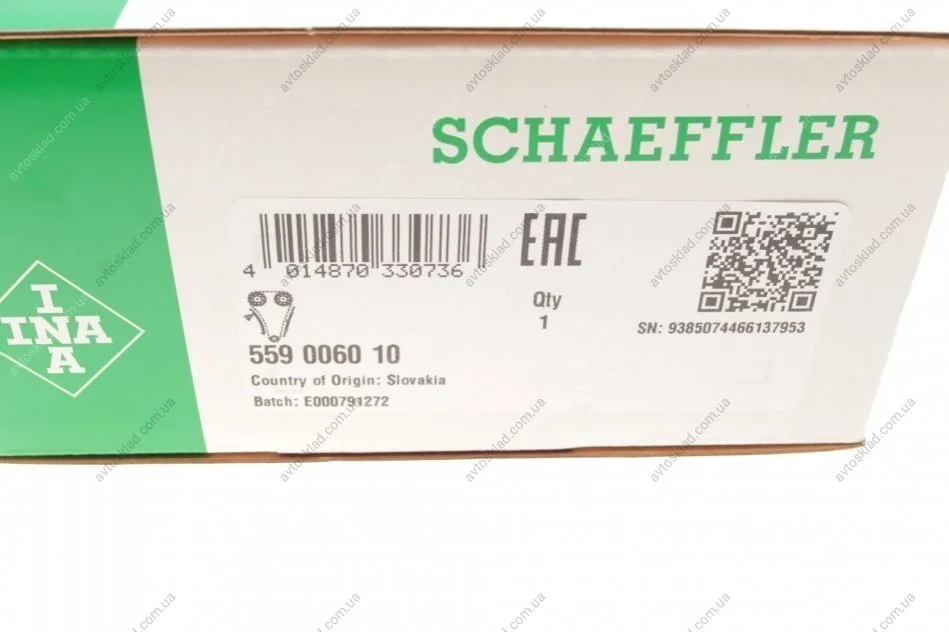 SCHAEFFLER
INA
INA
EAC
4 014870 330736
Qty
1
SN: 9385074466137953
559 0060 10
Country of Origin: Slovakia
Batch: E000791272
avtosklad.com.ua